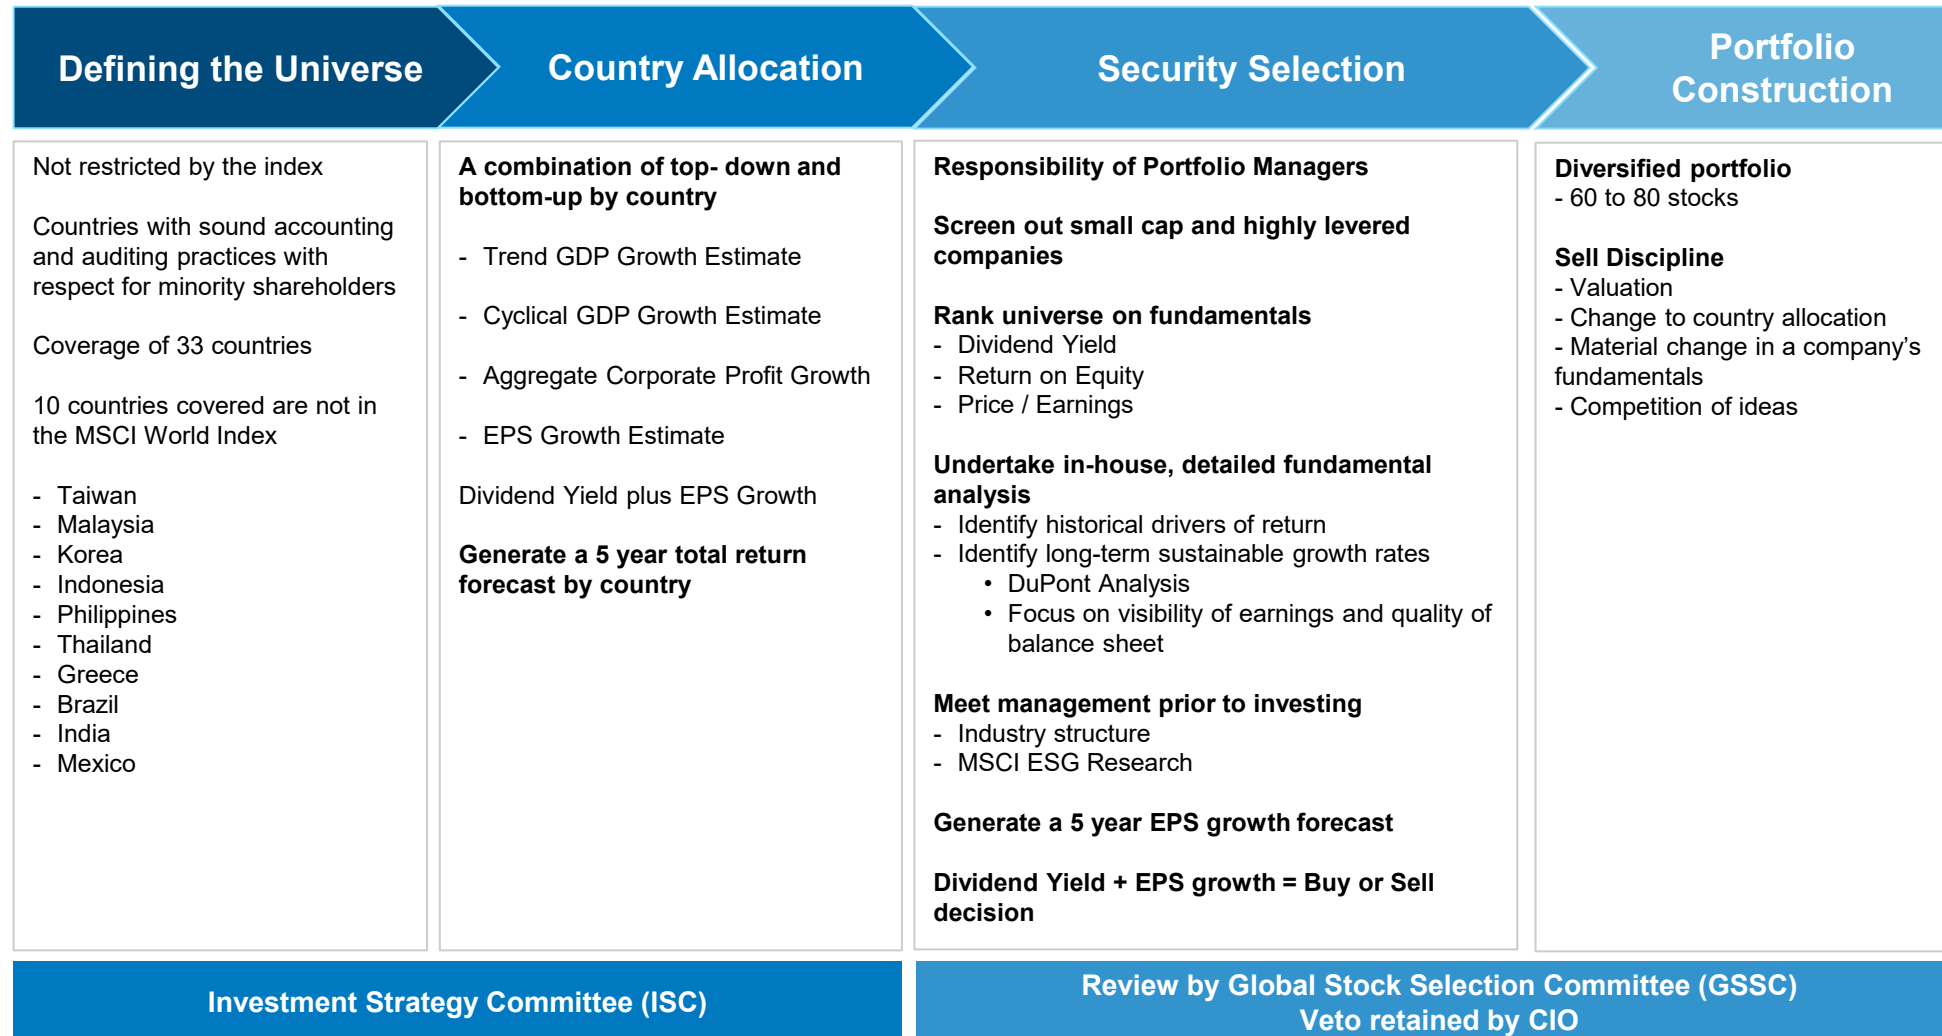 Defining the Universe
Country Allocation
Security Selection
Portfolio
Construction
Not restricted by the index
Countries with sound accounting
and auditing practices with
respect for minority shareholders
Coverage of 33 countries
10 countries covered are not in
the MSCI World Index
- Taiwan
- Malaysia
- Korea
- Indonesia
- Philippines
- Thailand
- Greece
- Brazil
- India
- Mexico
A combination of top- down and
bottom-up by country
- Trend GDP Growth Estimate
- Cyclical GDP Growth Estimate
- Aggregate Corporate Profit Growth
- EPS Growth Estimate
Dividend Yield plus EPS Growth
Generate a 5 year total return
forecast by country
Responsibility of Portfolio Managers
Screen out small cap and highly levered
companies
Rank universe on fundamentals
- Dividend Yield
- Return on Equity
- Price / Earnings
Undertake in-house, detailed fundamental
analysis
- Identify historical drivers of return
- Identify long-term sustainable growth rates
• DuPont Analysis
• Focus on visibility of earnings and quality of
balance sheet
Meet management prior to investing
- Industry structure
- MSCI ESG Research
Generate a 5 year EPS growth forecast
Dividend Yield + EPS growth = Buy or Sell
decision
Diversified portfolio
- 60 to 80 stocks
Sell Discipline
- Valuation
- Change to country allocation
- Material change in a company’s
fundamentals
- Competition of ideas
Investment Strategy Committee (ISC)
Review by Global Stock Selection Committee (GSSC)
Veto retained by CIO